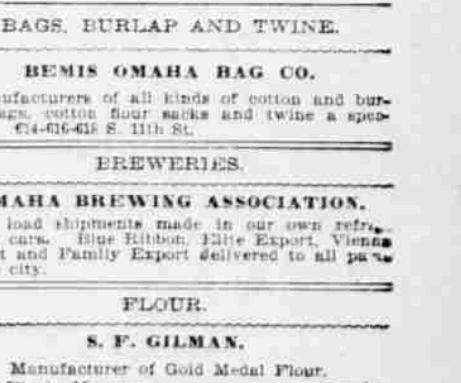 BAGS, BURLAP AND TWINE.
BEMIS OMAHA BAG CO.
ufacturers of all kinds of cotton and bur-
ags, cotton flour sacks and twine a spec-
614-616-618 S. 11th St.
BREWERIES.
MAHA BREWING ASSOCIATION.
load shipments made in our own refrig-
cars. Blue Ribbon, Elite Export, Vienna
t and Family Export delivered to all parts
city.
FLOUR.
S. F. GILMAN.
Manufacturer of Gold Medal Flour.